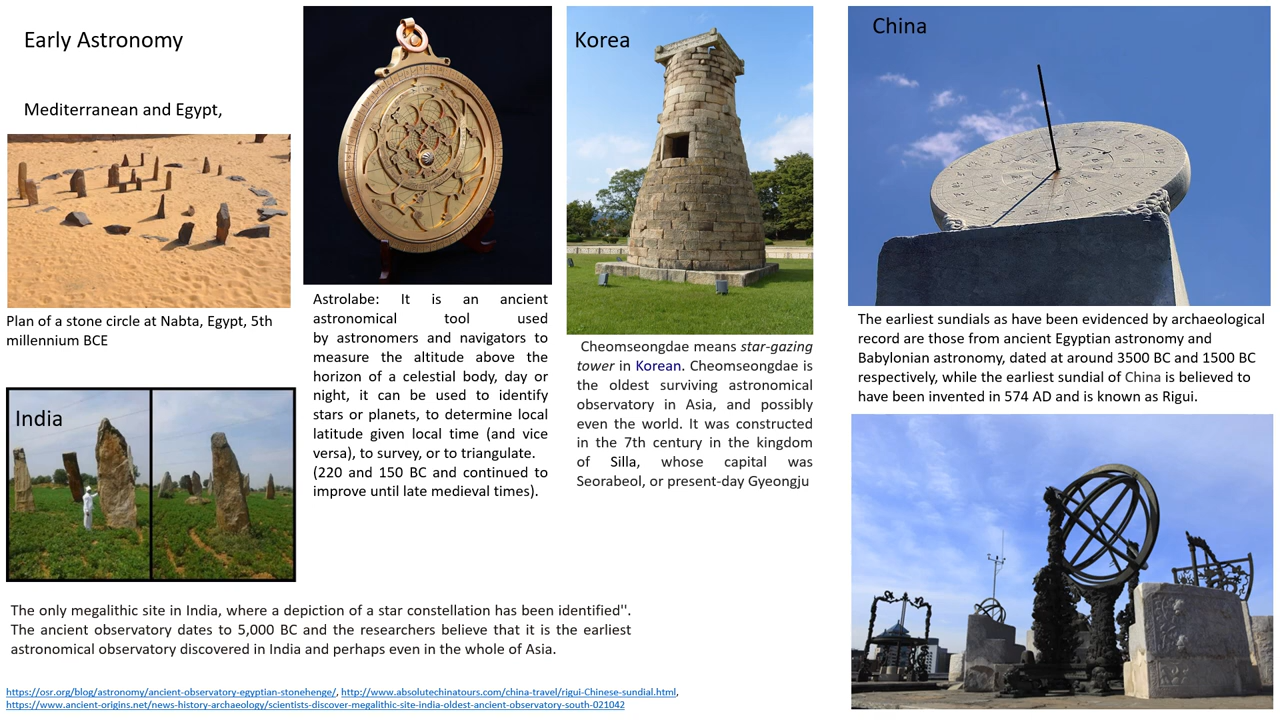 Early Astronomy
Mediterranean and Egypt,
Plan of a stone circle at Nabta, Egypt, 5th
millennium BCE
India
Astrolabe: It is an ancient
astronomical tool used
by astronomers and navigators to
measure the altitude above the
horizon of a celestial body, day or
night, it can be used to identify
stars or planets, to determine local
latitude given local time (and vice
versa), to survey, or to triangulate.
(220 and 150 BC and continued to
improve until late medieval times).
Korea
Cheomseongdae means star-gazing
tower in Korean. Cheomseongdae is
the oldest surviving astronomical
observatory in Asia, and possibly
even the world. It was constructed
in the 7th century in the kingdom
of Silla, whose capital was
Seorabeol, or present-day Gyeongju
China
The earliest sundials as have been evidenced by archaeological
record are those from ancient Egyptian astronomy and
Babylonian astronomy, dated at around 3500 BC and 1500 BC
respectively, while the earliest sundial of China is believed to
have been invented in 574 AD and is known as Rigui.
The only megalithic site in India, where a depiction of a star constellation has been identified".
The ancient observatory dates to 5,000 BC and the researchers believe that it is the earliest
astronomical observatory discovered in India and perhaps even in the whole of Asia.
https://osr.org/blog/astronomy/ancient-observatory-egyptian-stonehenge/, http://www.absolutechinatours.com/china-travel/rigui-Chinese-sundial.html,
https://www.ancient-origins.net/news-history-archaeology/scientists-discover-megalithic-site-india-oldest-ancient-observatory-south-021042